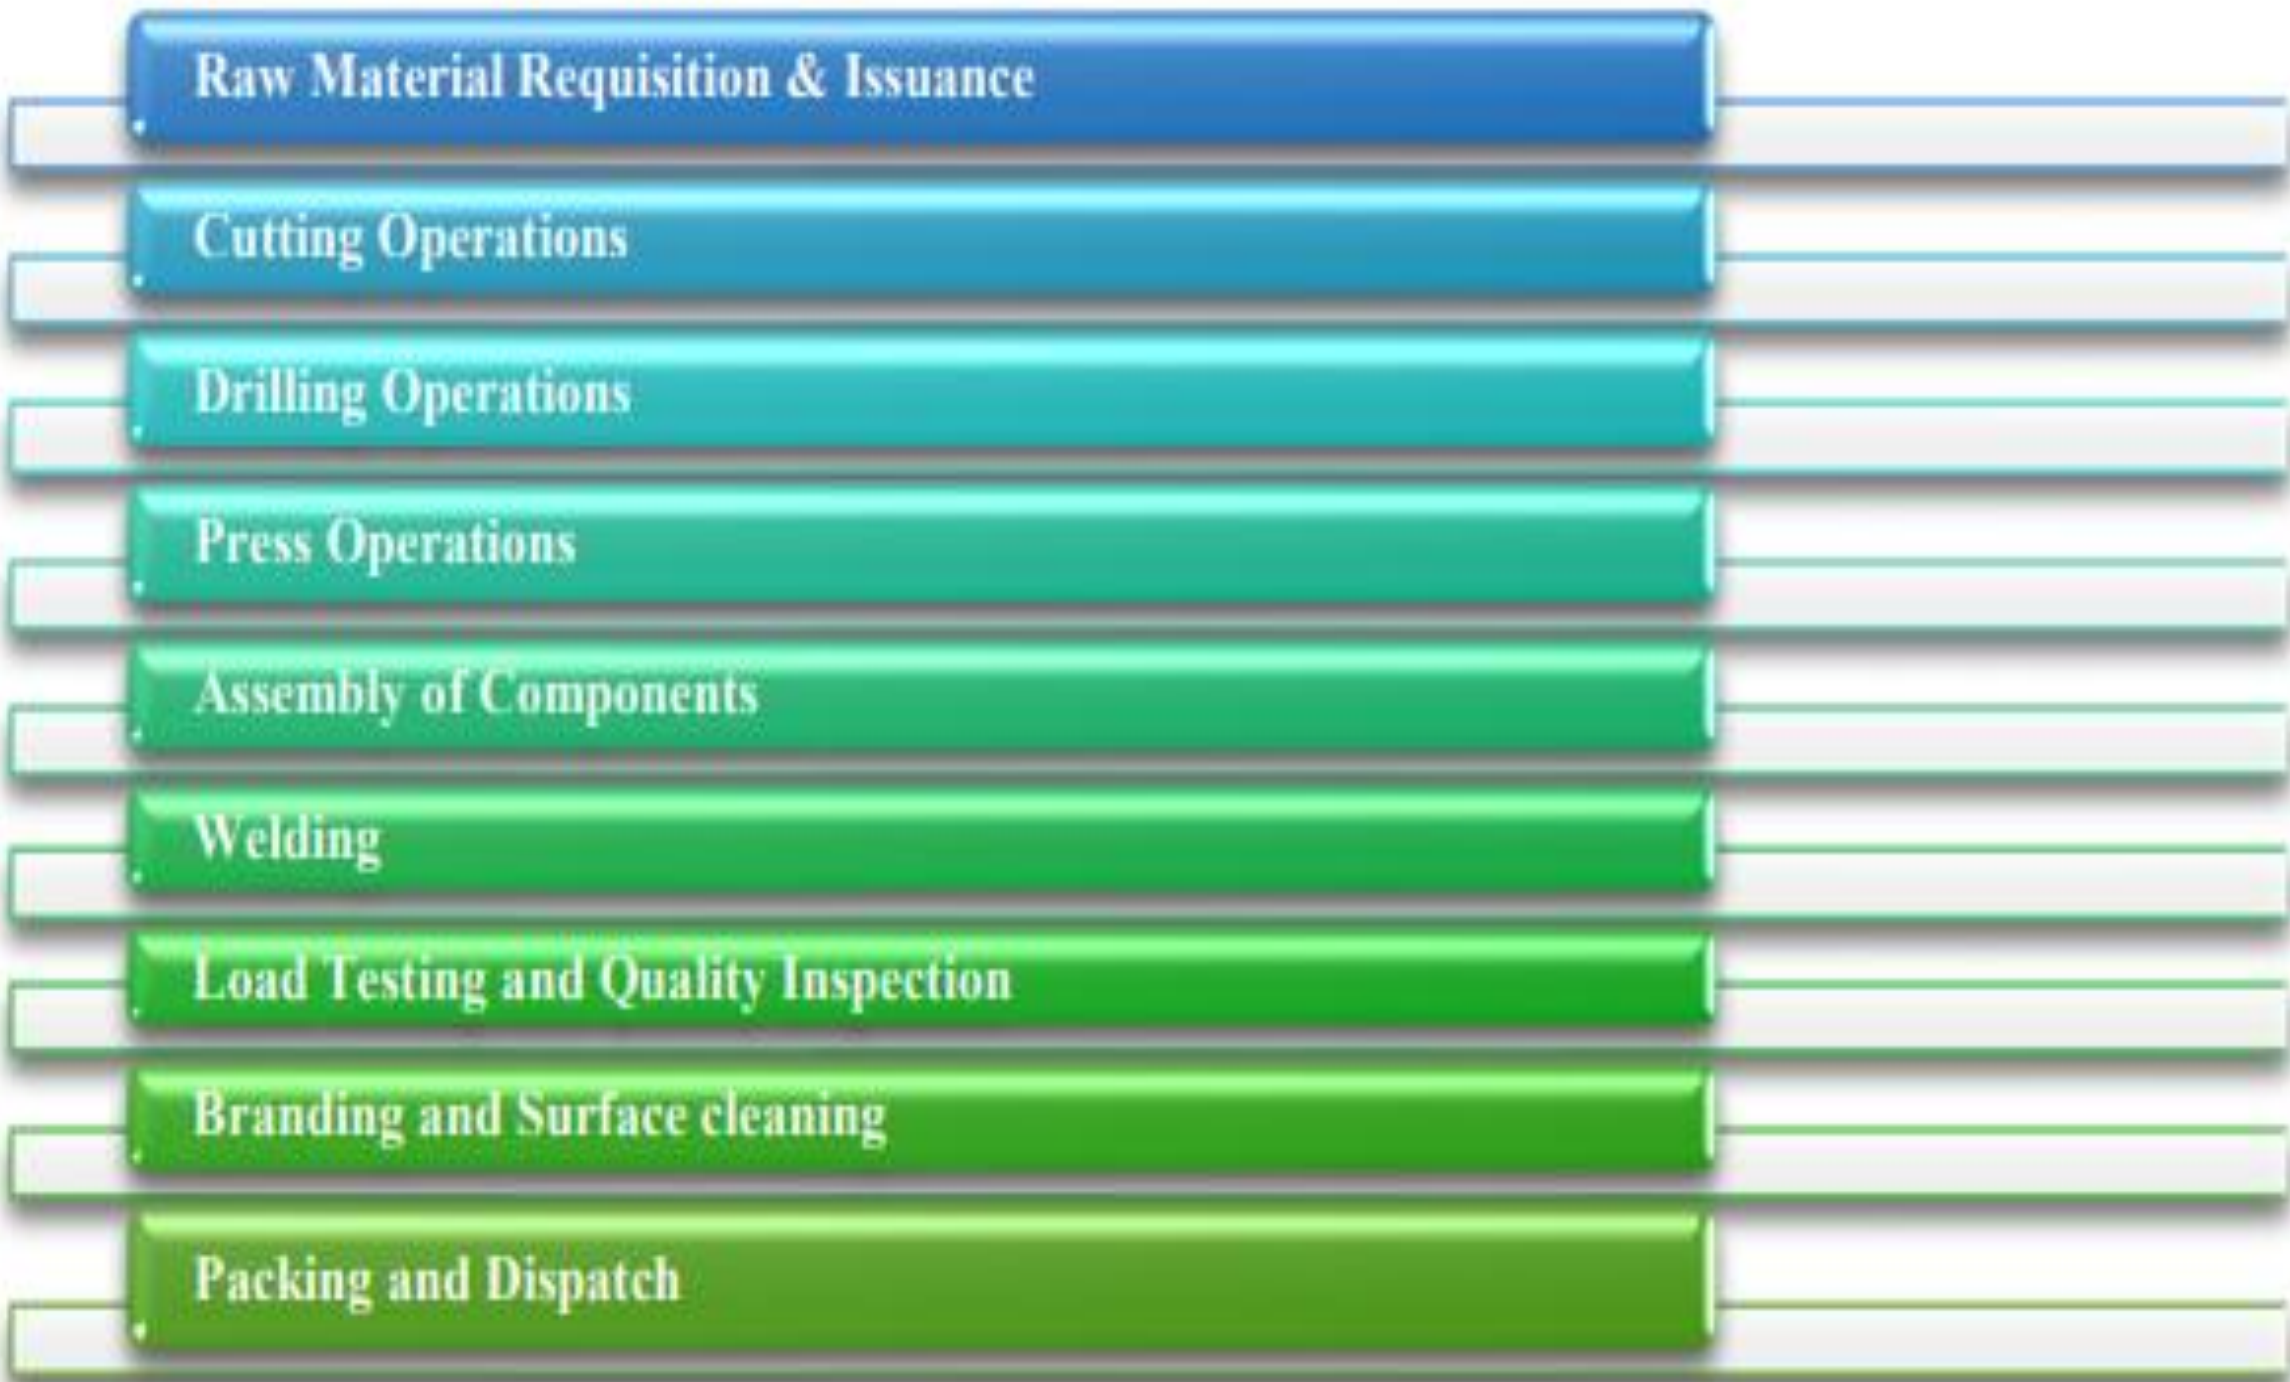 Raw Material Requisition & Issuance
Cutting Operations
Drilling Operations
Press Operations
Assembly of Components
Welding
Load Testing and Quality Inspection
Branding and Surface cleaning
Packing and Dispatch